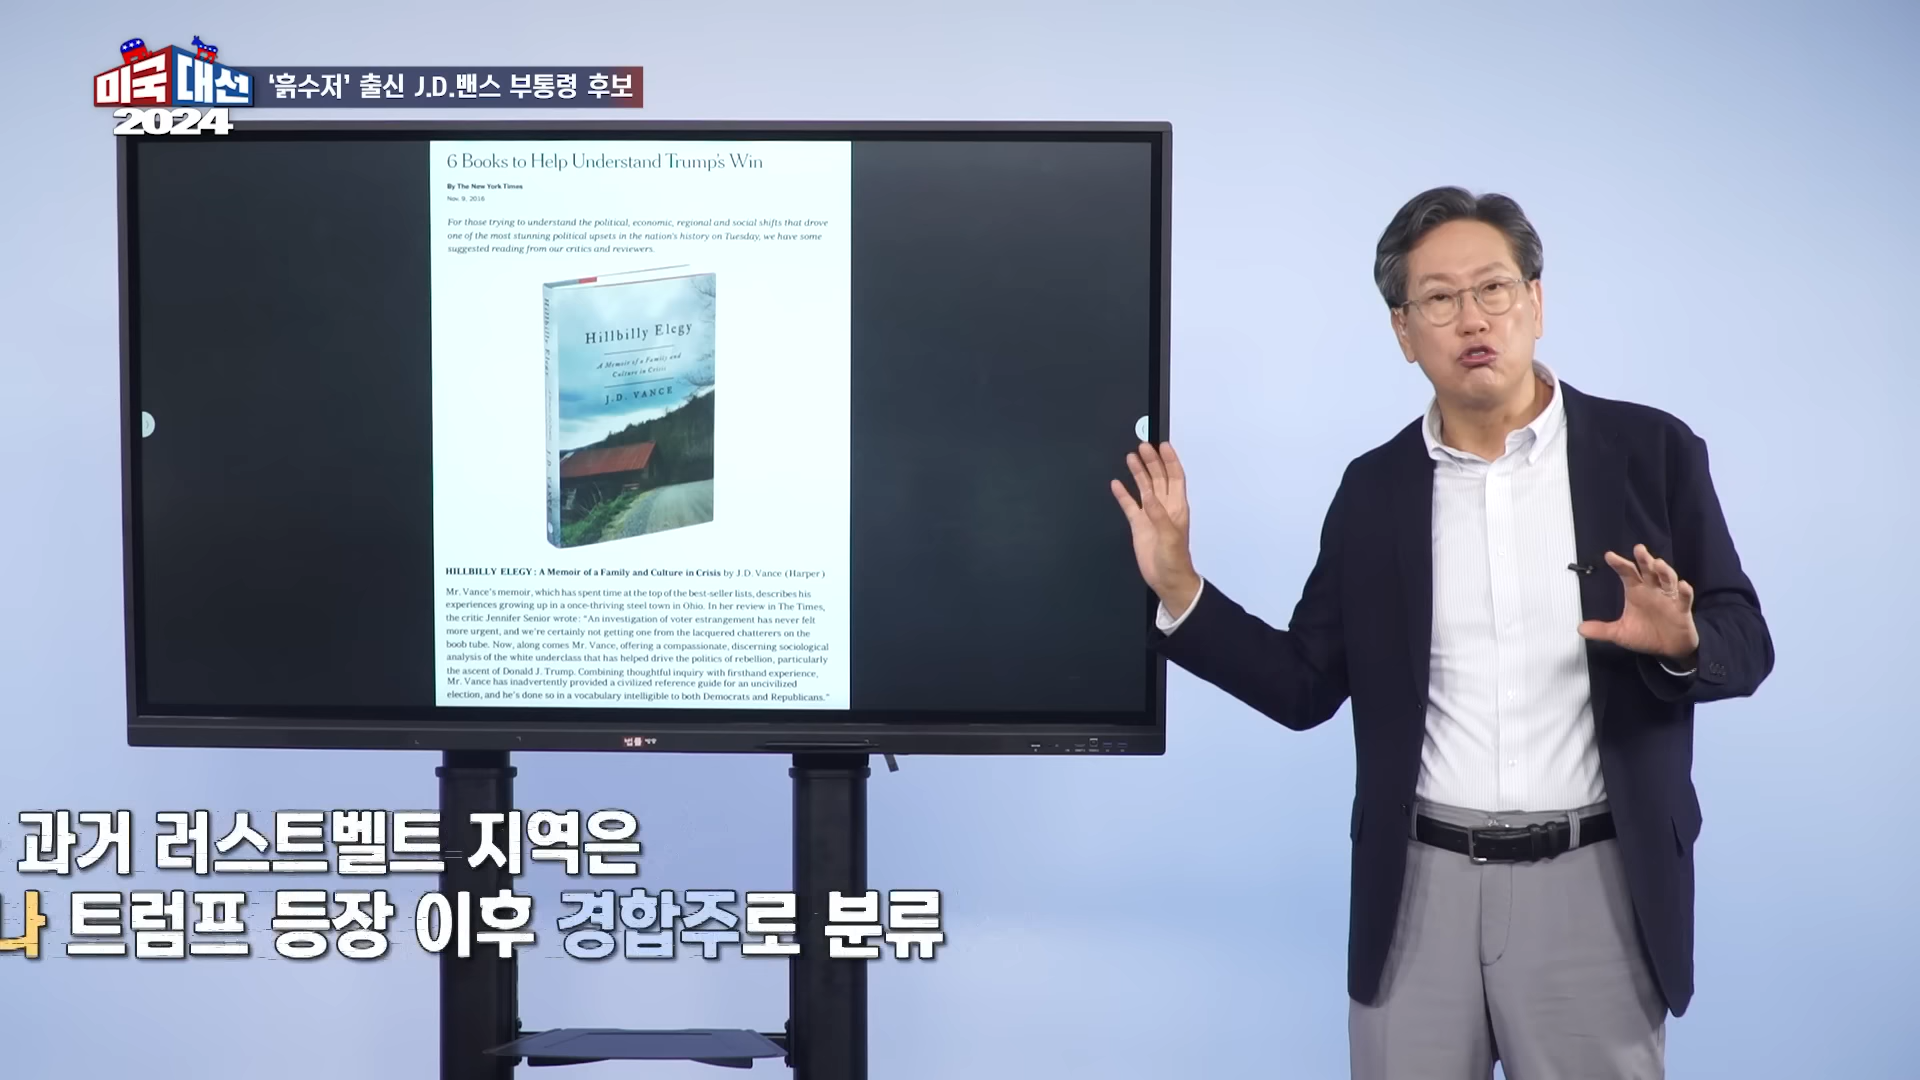 미국 대선
2024
‘흙수저’ 출신 J.D.밴스 부통령 후보
6 Books to Help Understand Trump's Win
By The New York Times
Nov. 9, 2016
For those trying to understand the political, economic, regional and social shifts that drove
one of the most stunning political upsets in the nation's history on Tuesday, we have some
suggested reading from our critics and reviewers.
Hillbilly Elegy
A Memoir of a Family and
Culture in Crisis
J.D. VANCE
HILLBILLY ELEGY: A Memoir of a Family and Culture in Crisis by J.D. Vance (Harper)
Mr. Vance's memoir, which has spent time at the top of the best-seller lists, describes his
experiences growing up in a once-thriving steel town in Ohio. In her review in The Times,
the critic Jennifer Senior wrote: "An investigation of voter estrangement has never felt
more urgent, and we're certainly not getting one from the lacquered chatterers on the
boob tube. Now, along comes Mr. Vance, offering a compassionate, discerning sociological
analysis of the white underclass that has helped drive the politics of rebellion, particularly
the ascent of Donald J. Trump. Combining thoughtful inquiry with firsthand experience,
Mr. Vance has inadvertently provided a civilized reference guide for an uncivilized
election, and he's done so in a vocabulary intelligible to both Democrats and Republicans."
과거 러스트벨트 지역은
나 트럼프 등장 이후 경합주로 분류